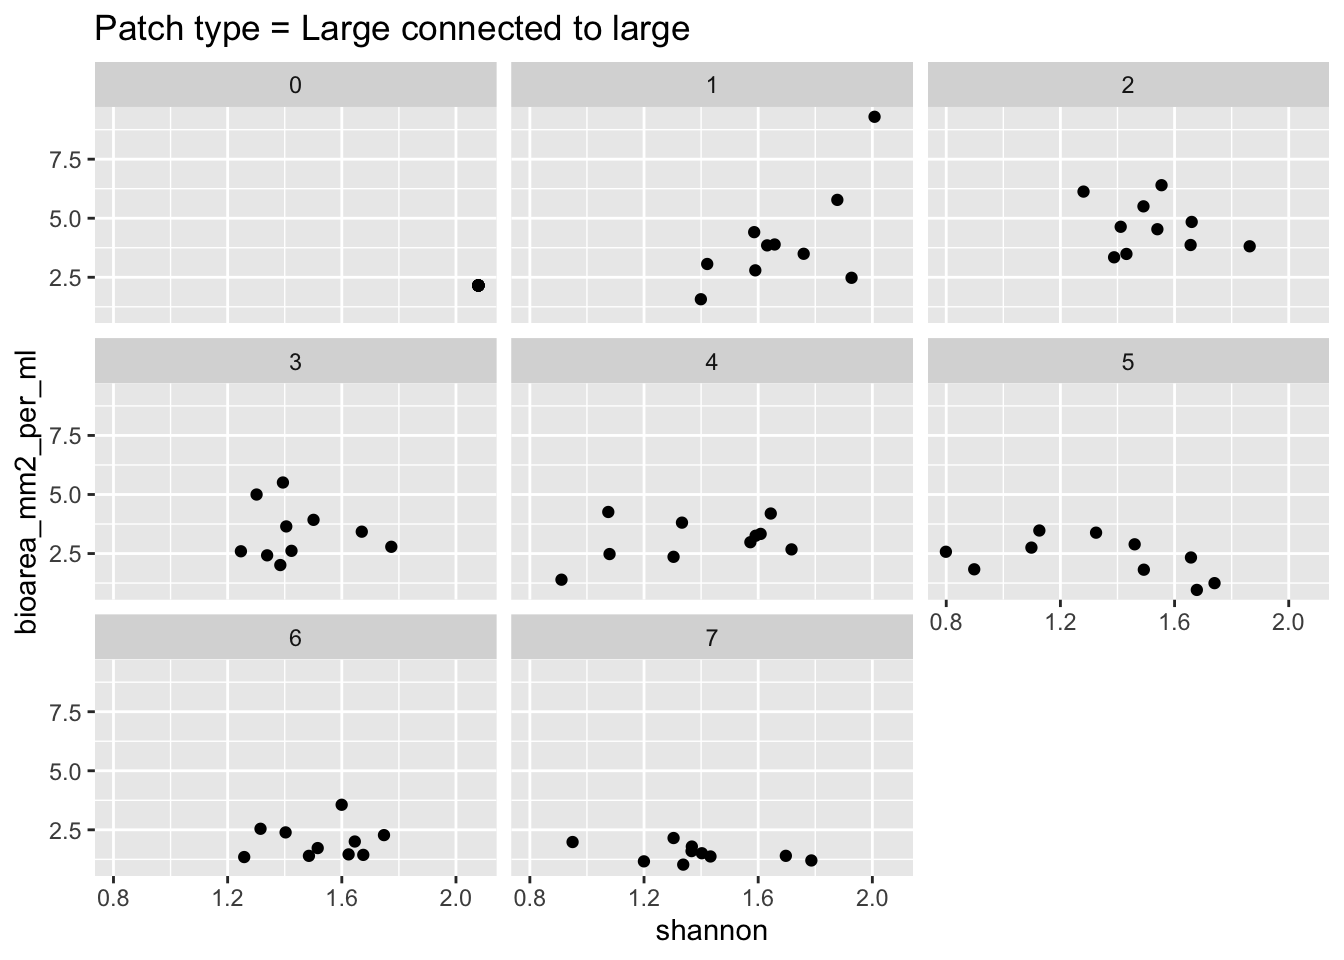 Patch type = Large connected to large
0 1 2
7.5
5.0
2.5
3 4 5
7.5
5.0
2.5
0.8 1.2 1.6 2.0
6 7
7.5
5.0
2.5
0.8 1.2 1.6 2.0 0.8 1.2 1.6 2.0
shannon
bioarea_mm2_per_ml